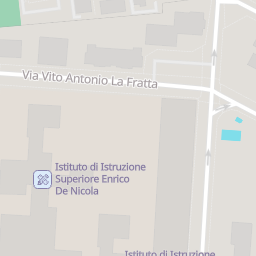 Via Vito Antonio La Fratta
Istituto di Istruzione
Superiore Enrico
De Nicola
Istituto di Istruzione